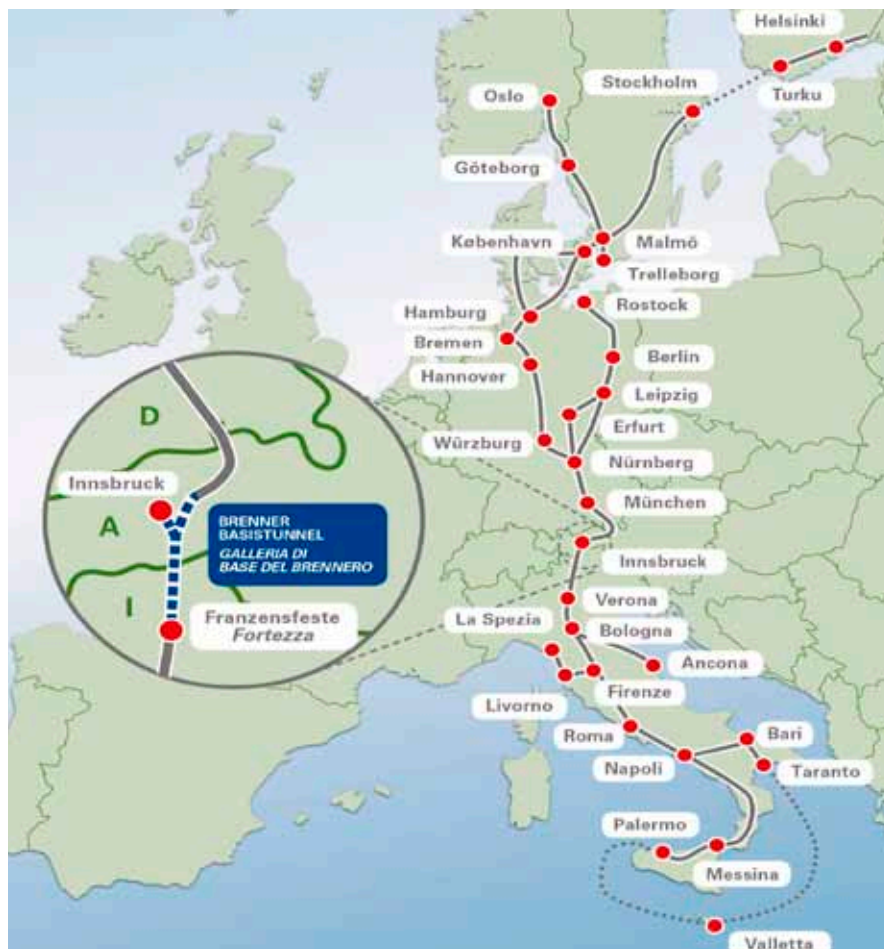 Helsinki
Stockholm
Oslo
Turku
Göteborg
København
Malmö
Trelleborg
Rostock
Hamburg
Bremen
Berlin
Hannover
Leipzig
D
Erfurt
Würzburg
Nürnberg
Innsbruck
München
A
BRENNER
BASISTUNNEL
GALLERIA DI
BASE DEL BRENNERO
Innsbruck
I
Verona
Franzensfeste
Fortezza
La Spezia
Bologna
Ancona
Firenze
Livorno
Roma
Bari
Napoli
Taranto
Palermo
Messina
Valletta